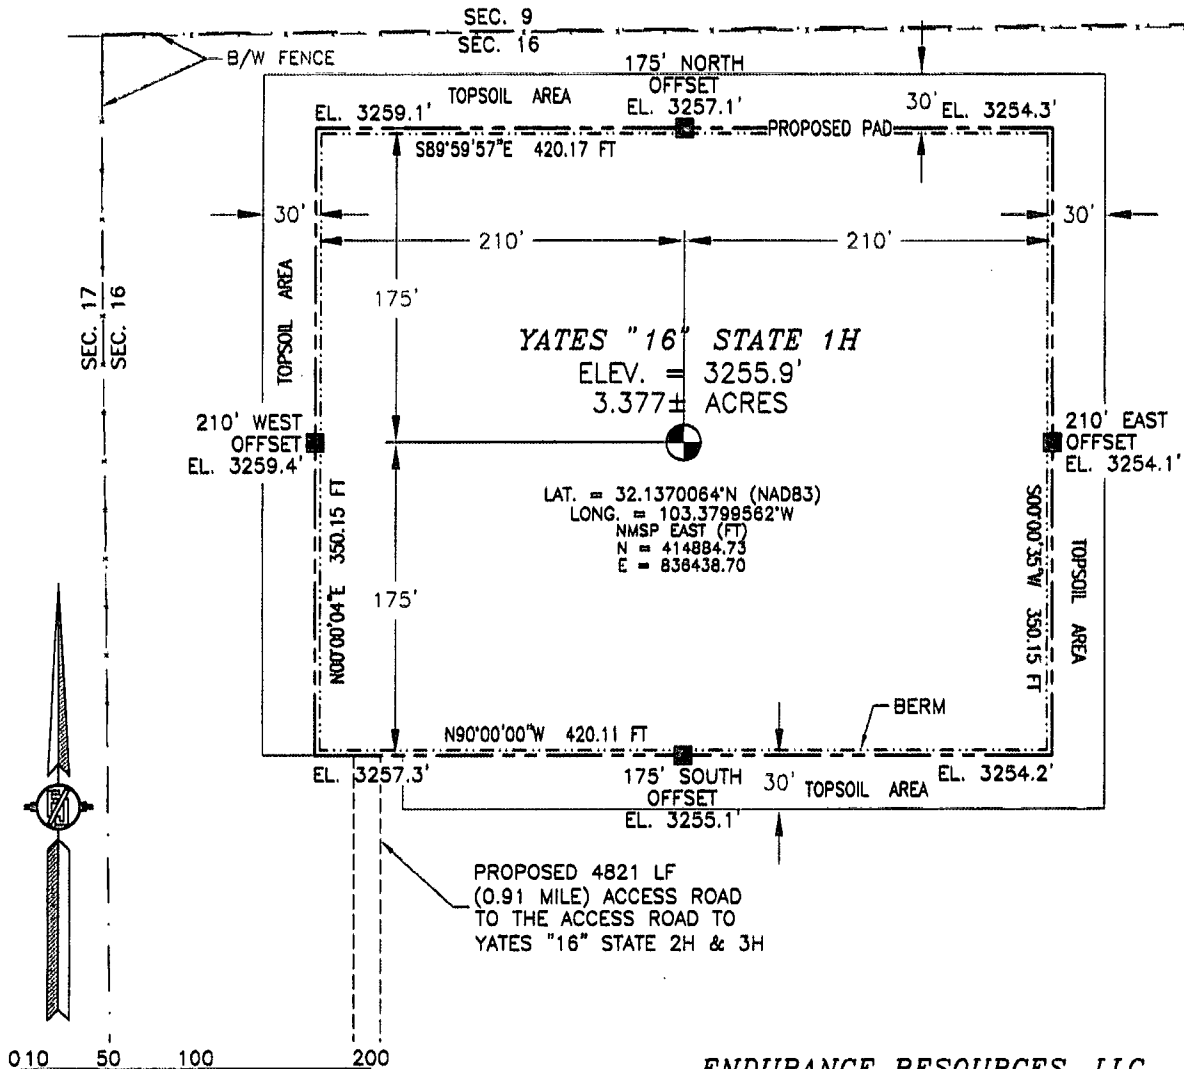 SEC. 9
SEC. 16
B/W FENCE
175' NORTH
OFFSET
EL. 3257.1'
TOPSOIL AREA
EL. 3259.1'
30'
EL. 3254.3'
PROPOSED PAD
S89°59'57"E 420.17 FT
30'
30'
210'
210'
175'
TOPSOIL AREA
SEC. 17
SEC. 16
YATES "16" STATE 1H
ELEV. = 3255.9'
3.377± ACRES
210' WEST
OFFSET
EL. 3259.4'
210' EAST
OFFSET
EL. 3254.1'
LAT. = 32.1370064°N (NAD83)
LONG. = 103.3799562°W
NMSP EAST (FT)
N = 414884.73
E = 836438.70
N00°00'04"E 350.15 FT
S00°00'35"W 350.15 FT
TOPSOIL AREA
175'
BERM
N90°00'00"W 420.11 FT
EL. 3257.3'
175' SOUTH
OFFSET
EL. 3255.1'
30'
TOPSOIL AREA
EL. 3254.2'
PROPOSED 4821 LF
(0.91 MILE) ACCESS ROAD
TO THE ACCESS ROAD TO
YATES "16" STATE 2H & 3H
0 10 50 100 200
ENDURANCE RESOURCES, LLC